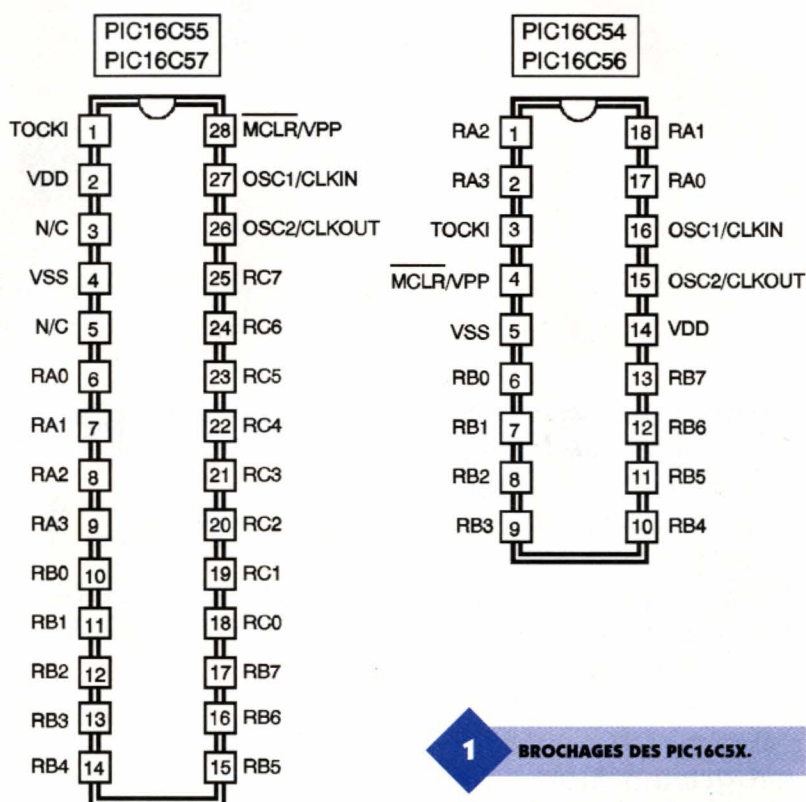 PIC16C55
PIC16C57
TOCKI 1 28 MCLR/VPP
VDD 2 27 OSC1/CLKIN
N/C 3 26 OSC2/CLKOUT
VSS 4 25 RC7
N/C 5 24 RC6
RA0 6 23 RC5
RA1 7 22 RC4
RA2 8 21 RC3
RA3 9 20 RC2
RB0 10 19 RC1
RB1 11 18 RC0
RB2 12 17 RB7
RB3 13 16 RB6
RB4 14 15 RB5
PIC16C54
PIC16C56
RA2 1 18 RA1
RA3 2 17 RA0
TOCKI 3 16 OSC1/CLKIN
MCLR/VPP 4 15 OSC2/CLKOUT
VSS 5 14 VDD
RB0 6 13 RB7
RB1 7 12 RB6
RB2 8 11 RB5
RB3 9 10 RB4
1 BROCHAGES DES PIC16C5X.